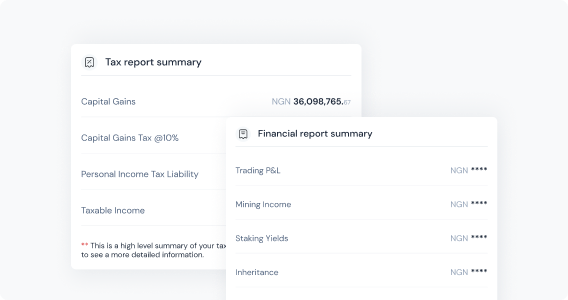 Tax report summary
Capital Gains NGN 36,098,765.67
Capital Gains Tax @10%
Personal Income Tax Liability
Taxable Income
** This is a high level summary of your tax
to see a more detailed information.
Financial report summary
Trading P&L NGN ****
Mining Income NGN ****
Staking Yields NGN ****
Inheritance NGN ****